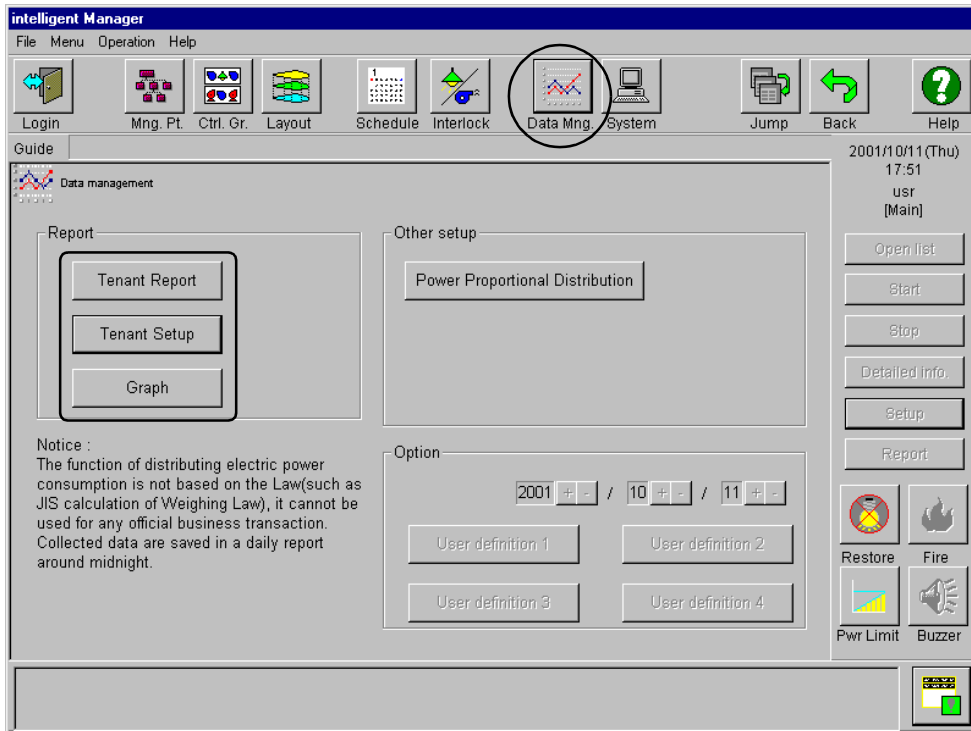 intelligent Manager
File Menu Operation Help
Login Mng. Pt. Ctrl. Gr. Layout Schedule Interlock Data Mng. System Jump Back Help
1
Guide
2001/10/11(Thu)
17:51
usr
[Main]
Data management
Report
Tenant Report
Tenant Setup
Graph
Other setup
Power Proportional Distribution
Notice :
The function of distributing electric power
consumption is not based on the Law(such as
JIS calculation of Weighing Law), it cannot be
used for any official business transaction.
Collected data are saved in a daily report
around midnight.
Option
2001 + - / 10 + - / 11 + -
User definition 1 User definition 2
User definition 3 User definition 4
Open list
Start
Stop
Detailed info.
Setup
Report
Restore Fire
Pwr Limit Buzzer